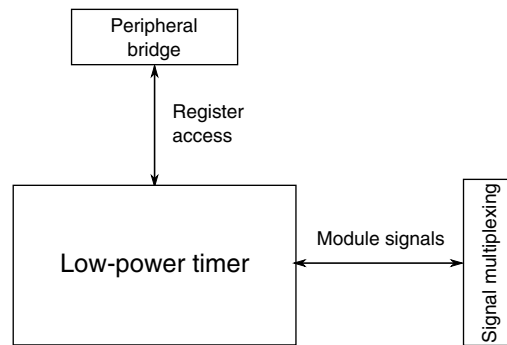 Peripheral
bridge
Register
access
Low-power timer
Module signals
Signal multiplexing